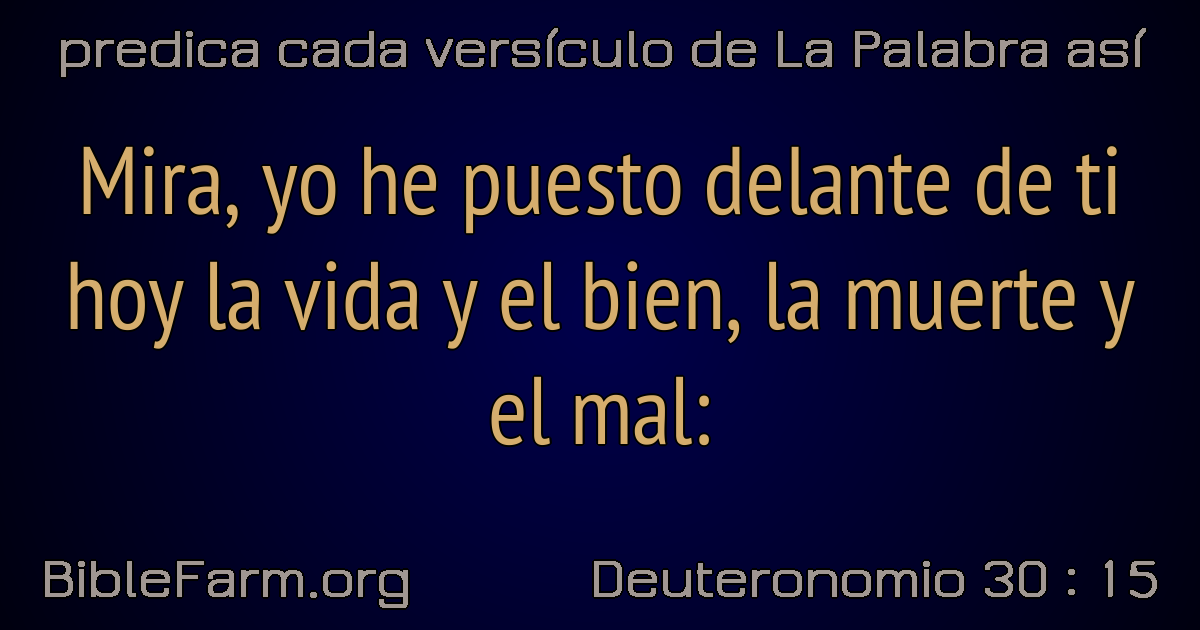 predica cada versículo de La Palabra así
Mira, yo he puesto delante de ti
hoy la vida y el bien, la muerte y
el mal:
BibleFarm.org
Deuteronomio 30 : 15